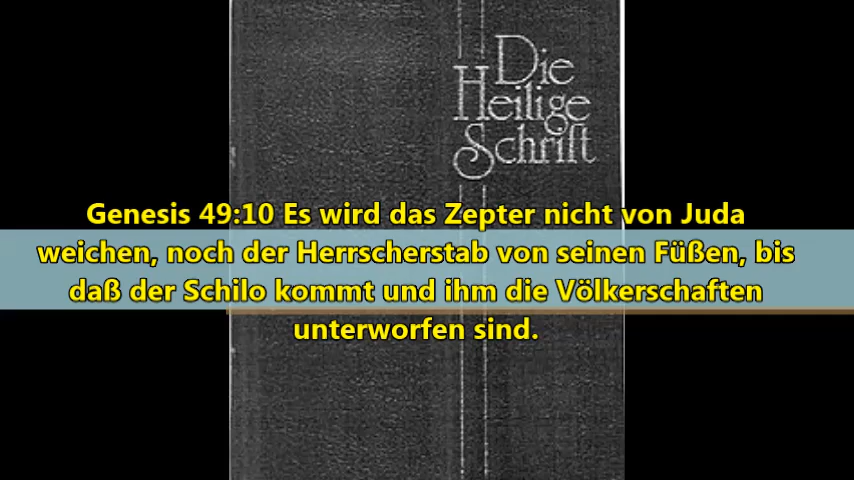 Die
Heilige
Schrift
Genesis 49:10 Es wird das Zepter nicht von Juda
weichen, noch der Herrscherstab von seinen Füßen, bis
daß der Schilo kommt und ihm die Völkerschaften
unterworfen sind.